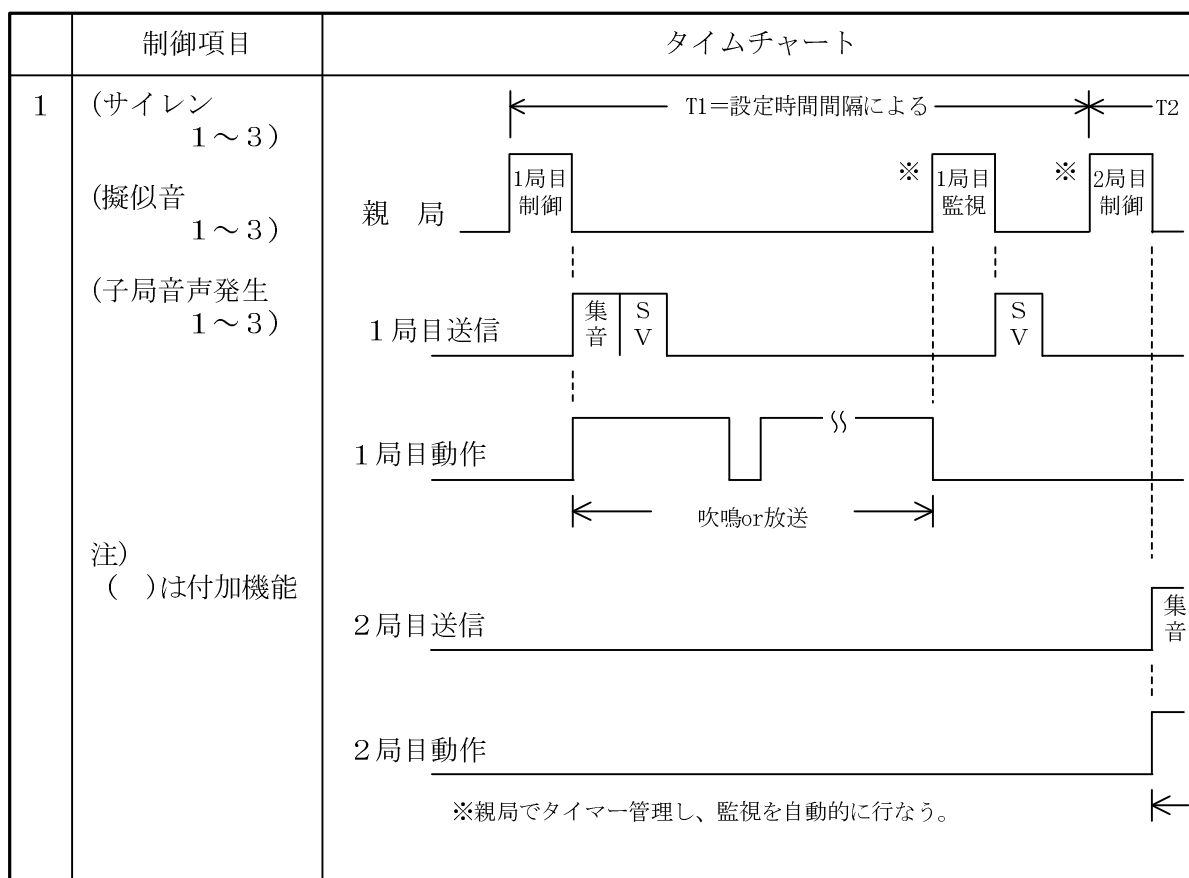 制御項目
タイムチャート
1
(サイレン
1～3)
(擬似音
1～3)
(子局音声発生
1～3)
注)
(　)は付加機能
T1=設定時間間隔による
T2
親　局
1局目
制御
※
1局目
監視
※
2局目
制御
1局目送信
集
音
S
V
S
V
1局目動作
吹鳴or放送
2局目送信
集
音
2局目動作
※親局でタイマー管理し、監視を自動的に行なう。